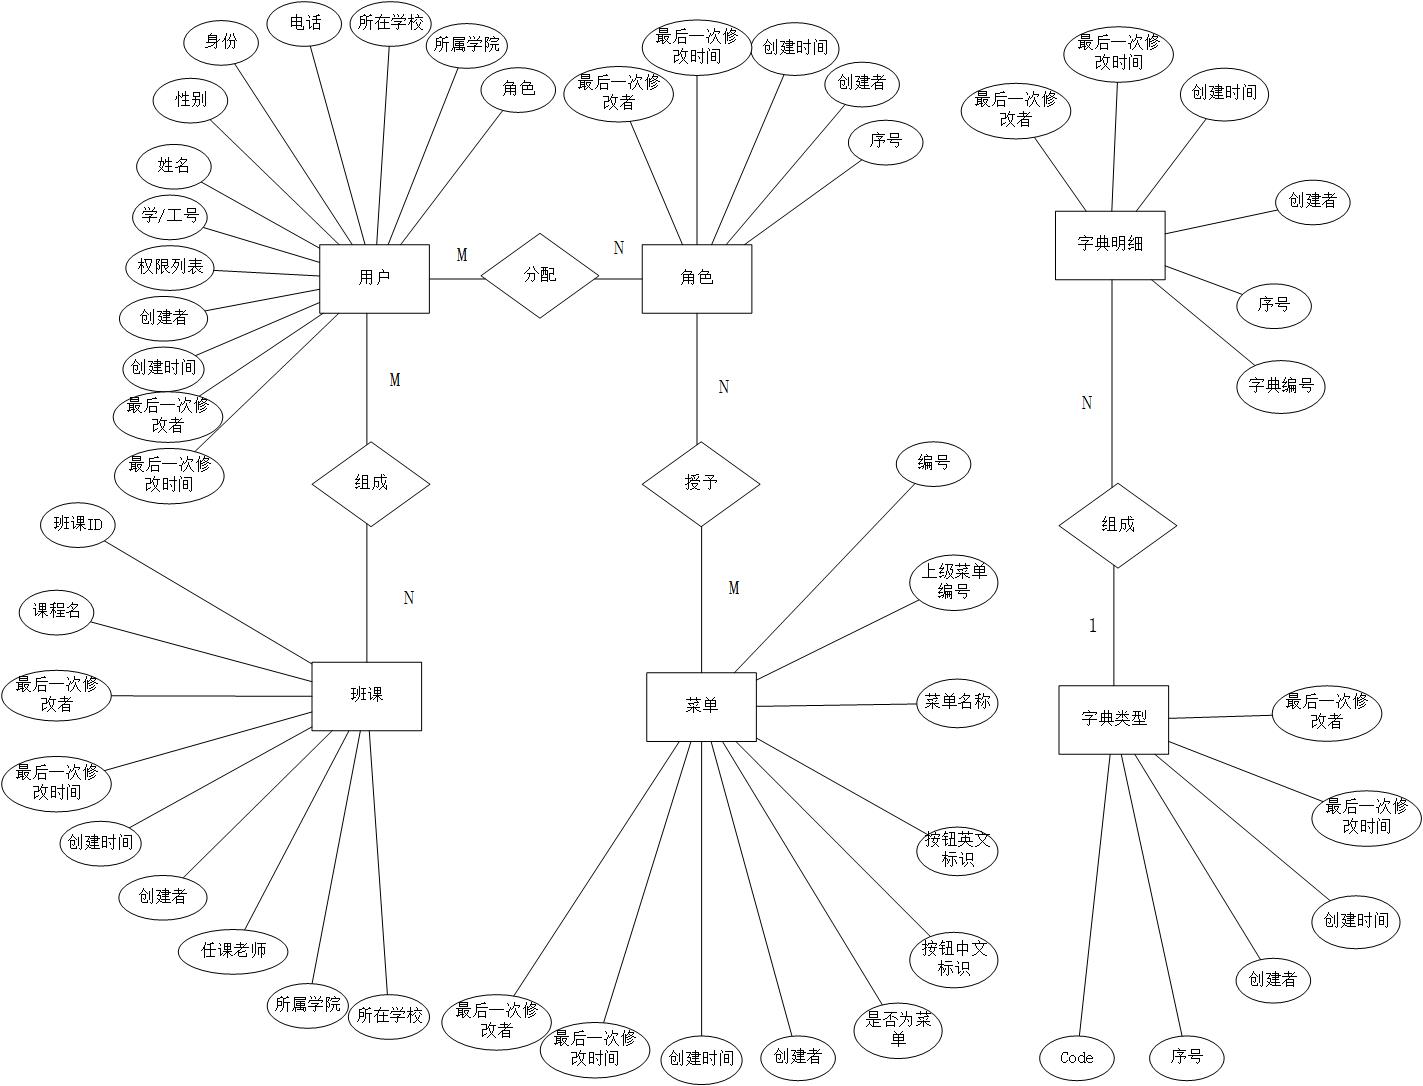 电话
所在学校
身份
所属学院
角色
性别
姓名
学/工号
权限列表
创建者
创建时间
最后一次修
改者
最后一次修
改时间
用户
M
分配
N
最后一次修
改者
最后一次修
改时间
创建时间
创建者
序号
角色
最后一次修
改者
最后一次修
改时间
创建时间
创建者
序号
字典编号
字典明细
M
组成
N
N
授予
M
N
组成
1
班课ID
课程名
最后一次修
改者
最后一次修
改时间
创建时间
创建者
任课老师
所属学院
所在学校
班课
编号
上级菜单
编号
菜单名称
按钮英文
标识
按钮中文
标识
是否为菜
单
创建者
创建时间
最后一次修
改时间
最后一次修
改者
菜单
字典类型
最后一次修
改者
最后一次修
改时间
创建时间
创建者
序号
Code